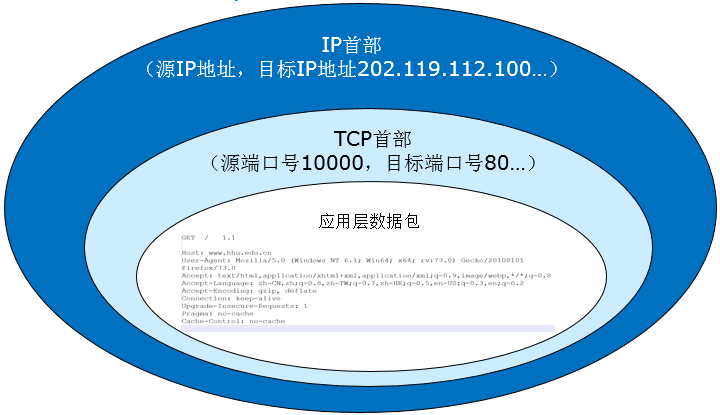 IP首部
（源IP地址，目标IP地址202.119.112.100…）
TCP首部
（源端口号10000，目标端口号80…）
应用层数据包
GET / 1.1
Host: www.hhu.edu.cn
User-Agent: Mozilla/5.0 (Windows NT 6.1; Win64; x64; rv:73.0) Gecko/20100101
Firefox/73.0
Accept: text/html,application/xhtml+xml,application/xml;q=0.9,image/webp,*/*;q=0.8
Accept-Language: zh-CN,zh;q=0.8,zh-TW;q=0.7,zh-HK;q=0.5,en-US;q=0.3,en;q=0.2
Accept-Encoding: gzip, deflate
Connection: keep-alive
Upgrade-Insecure-Requests: 1
Pragma: no-cache
Cache-Control: no-cache